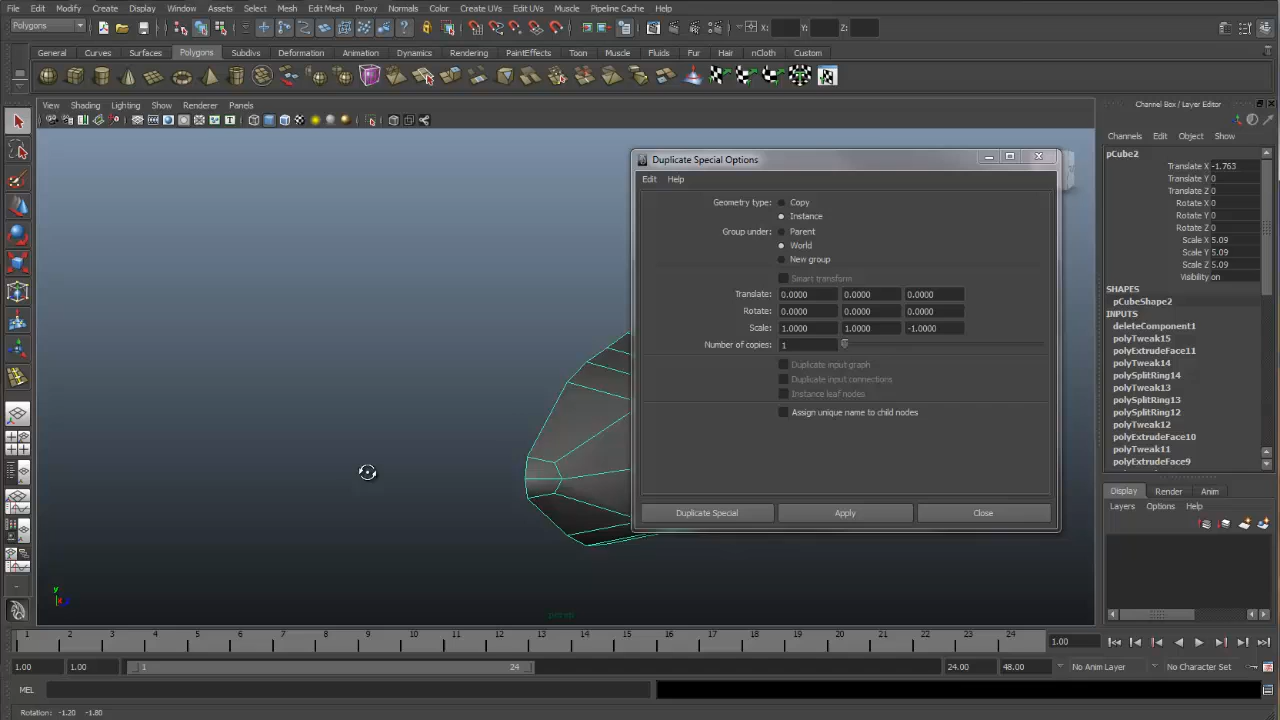 File Edit Modify Create Display Window Assets Select Mesh Edit Mesh Proxy Normals Color Create UVs Edit UVs Muscle Pipeline Cache Help
Polygons X: Y: Z:
General Curves Surfaces Polygons Subdivs Deformation Animation Dynamics Rendering PaintEffects Toon Muscle Fluids Fur Hair nCloth Custom
View Shading Lighting Show Renderer Panels
Channel Box / Layer Editor
Channels Edit Object Show
pCube2
Translate X -1.763
Translate Y 0
Translate Z 0
Rotate X 0
Rotate Y 0
Rotate Z 0
Scale X 5.09
Scale Y 5.09
Scale Z 5.09
Visibility on
SHAPES
pCubeShape2
INPUTS
deleteComponent1
polyTweak15
polyExtrudeFace11
polyTweak14
polySplitRing14
polyTweak13
polySplitRing13
polySplitRing12
polyTweak12
polyExtrudeFace10
polyTweak11
polyExtrudeFace9
Duplicate Special Options
Edit Help
Geometry type: Copy
Instance
Group under: Parent
World
New group
Smart transform
Translate: 0.0000 0.0000 0.0000
Rotate: 0.0000 0.0000 0.0000
Scale: 1.0000 1.0000 -1.0000
Number of copies: 1
Duplicate input graph
Duplicate input connections
Instance leaf nodes
Assign unique name to child nodes
Duplicate Special Apply Close
Display Render Anim
Layers Options Help
y
persp
1 2 3 4 5 6 7 8 9 10 11 12 13 14 15 16 17 18 19 20 21 22 23 24 1.00
1.00 1.00 1 24 24.00 48.00 No Anim Layer No Character Set
MEL
Rotation: -1.20 -1.80